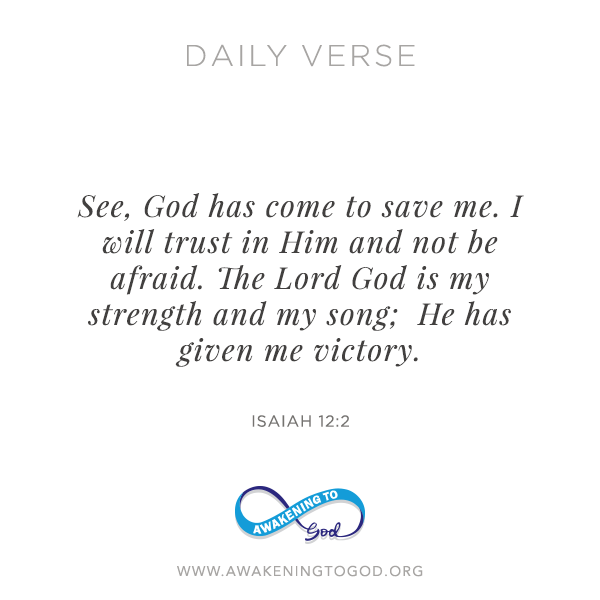 DAILY VERSE
See, God has come to save me. I
will trust in Him and not be
afraid. The Lord God is my
strength and my song;  He has
given me victory.
ISAIAH 12:2
AWAKENING TO
God
WWW.AWAKENINGTOGOD.ORG